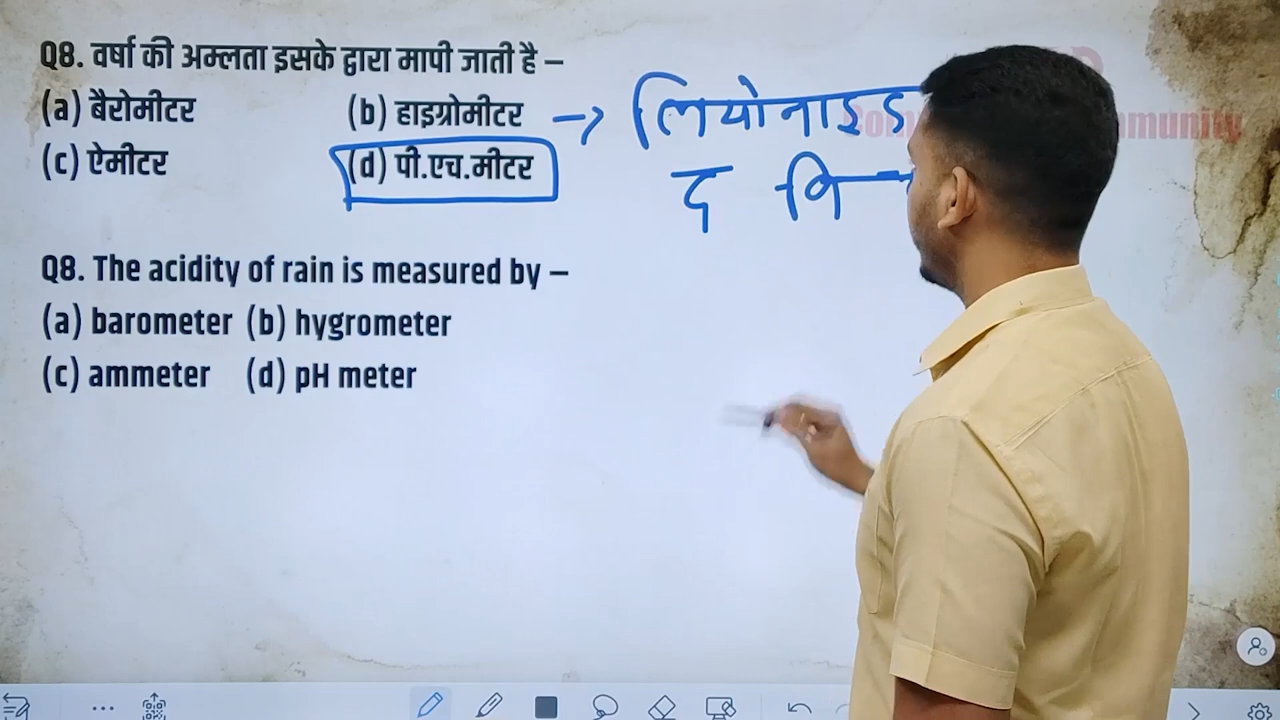 Q8. वर्षा की अम्लता इसके द्वारा मापी जाती है –
(a) बैरोमीटर (b) हाइग्रोमीटर → लियोनाइड
(c) ऐमीटर (d) पी.एच.मीटर द वि
Q8. The acidity of rain is measured by –
(a) barometer (b) hygrometer
(c) ammeter (d) pH meter